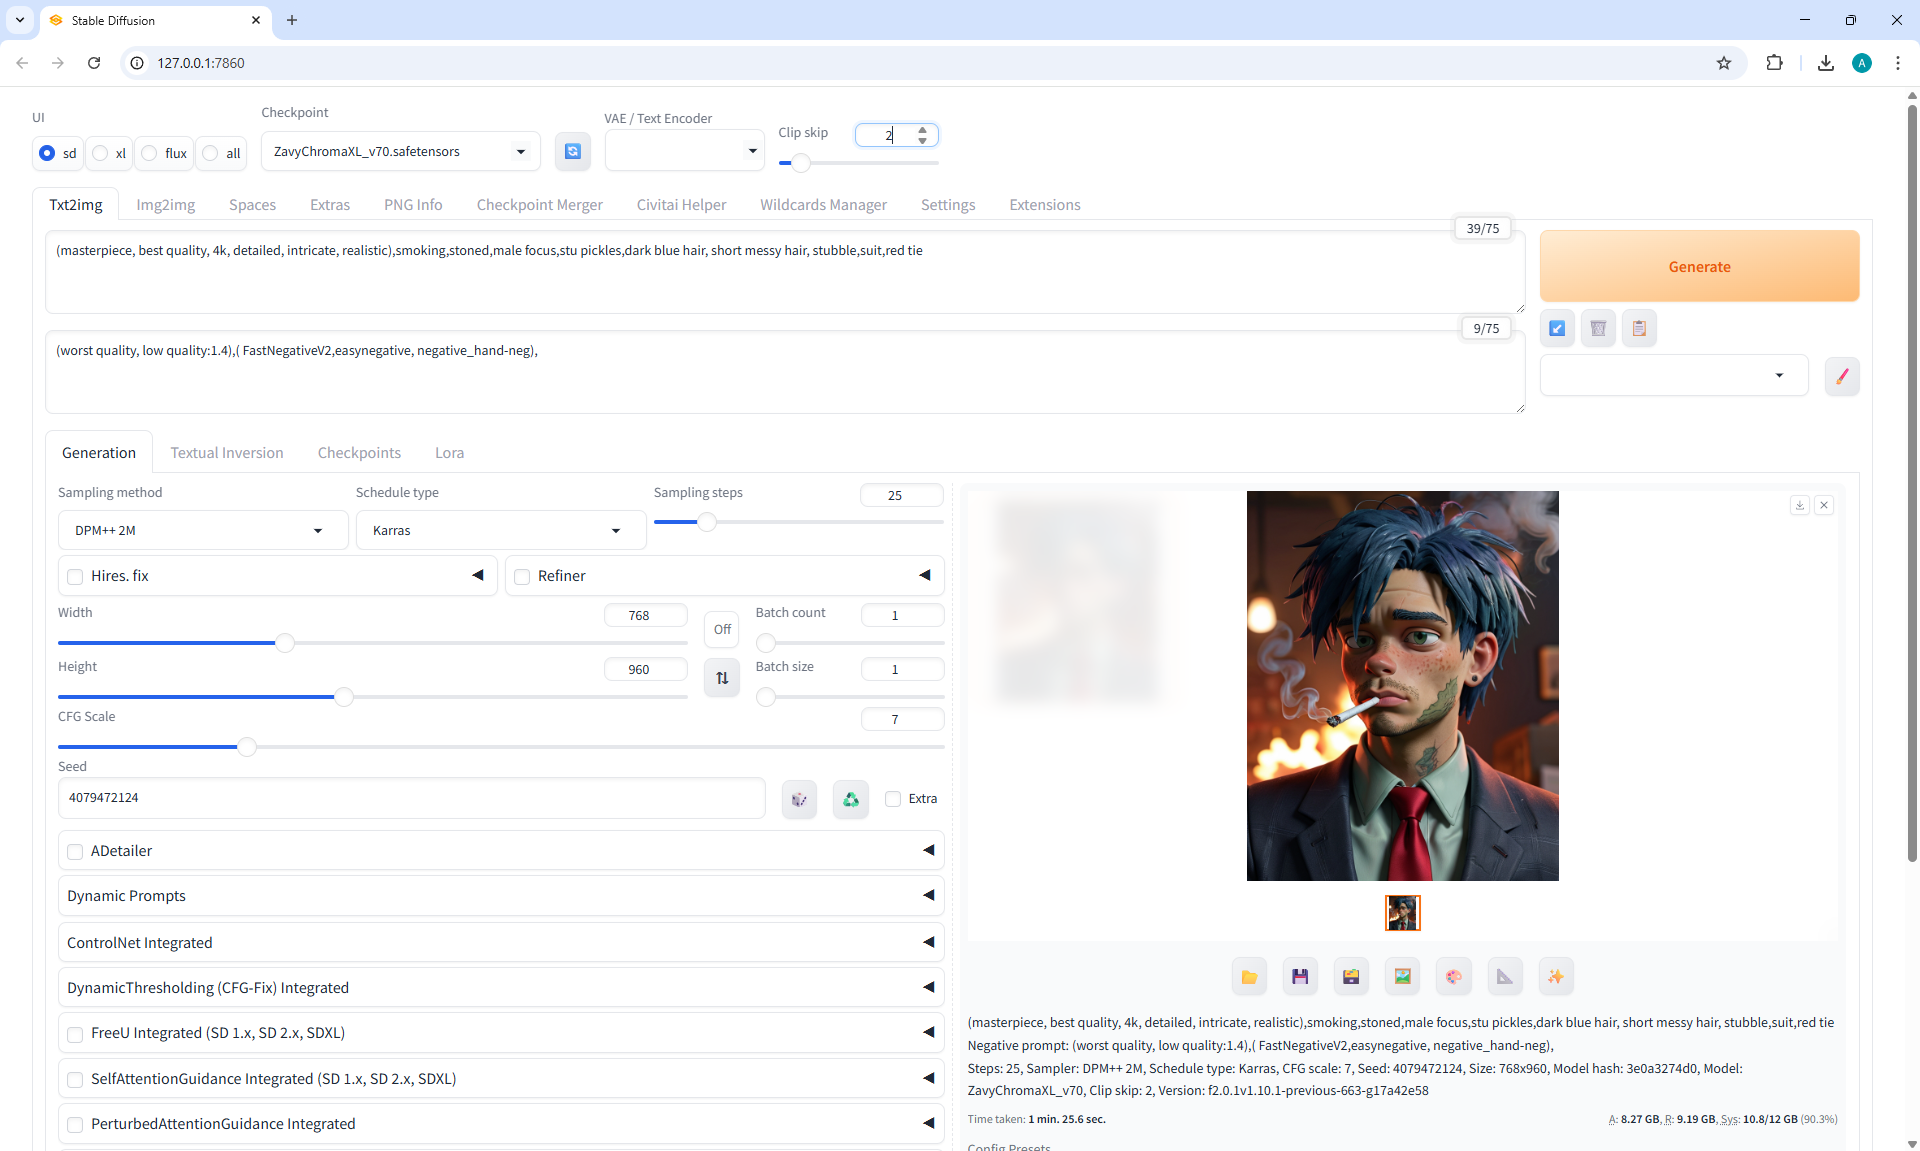 Stable Diffusion
127.0.0.1:7860
A
UI
Checkpoint
VAE / Text Encoder
Clip skip
2
sd
xl
flux
all
ZavyChromaXL_v70.safetensors
Txt2img
Img2img
Spaces
Extras
PNG Info
Checkpoint Merger
Civitai Helper
Wildcards Manager
Settings
Extensions
39/75
(masterpiece, best quality, 4k, detailed, intricate, realistic),smoking,stoned,male focus,stu pickles,dark blue hair, short messy hair, stubble,suit,red tie
Generate
9/75
(worst quality, low quality:1.4),( FastNegativeV2,easynegative, negative_hand-neg),
Generation
Textual Inversion
Checkpoints
Lora
Sampling method
Schedule type
Sampling steps
25
DPM++ 2M
Karras
Hires. fix
Refiner
Width
768
Off
Batch count
1
Height
960
Batch size
1
CFG Scale
7
Seed
4079472124
Extra
ADetailer
Dynamic Prompts
ControlNet Integrated
DynamicThresholding (CFG-Fix) Integrated
FreeU Integrated (SD 1.x, SD 2.x, SDXL)
SelfAttentionGuidance Integrated (SD 1.x, SD 2.x, SDXL)
PerturbedAttentionGuidance Integrated
(masterpiece, best quality, 4k, detailed, intricate, realistic),smoking,stoned,male focus,stu pickles,dark blue hair, short messy hair, stubble,suit,red tie
Negative prompt: (worst quality, low quality:1.4),( FastNegativeV2,easynegative, negative_hand-neg),
Steps: 25, Sampler: DPM++ 2M, Schedule type: Karras, CFG scale: 7, Seed: 4079472124, Size: 768x960, Model hash: 3e0a3274d0, Model:
ZavyChromaXL_v70, Clip skip: 2, Version: f2.0.1v1.10.1-previous-663-g17a42e58
Time taken: 1 min. 25.6 sec.
A: 8.27 GB, R: 9.19 GB, Sys: 10.8/12 GB (90.3%)
Config Presets